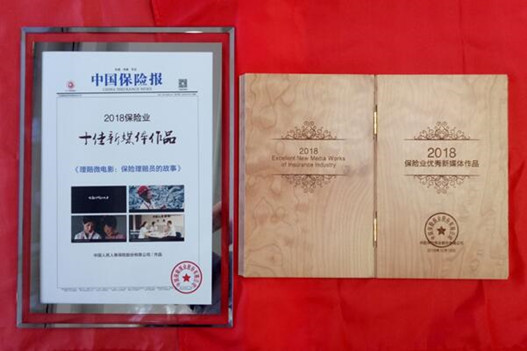 中国保险报
CHINA INSURANCE NEWS
2018保险业
十佳新媒体作品
《理赔微电影：保险理赔员的故事》
中国人民人寿保险股份有限公司/作品
2018
Excellent New Media Works
of Insurance Industry
2018
保险业优秀新媒体作品